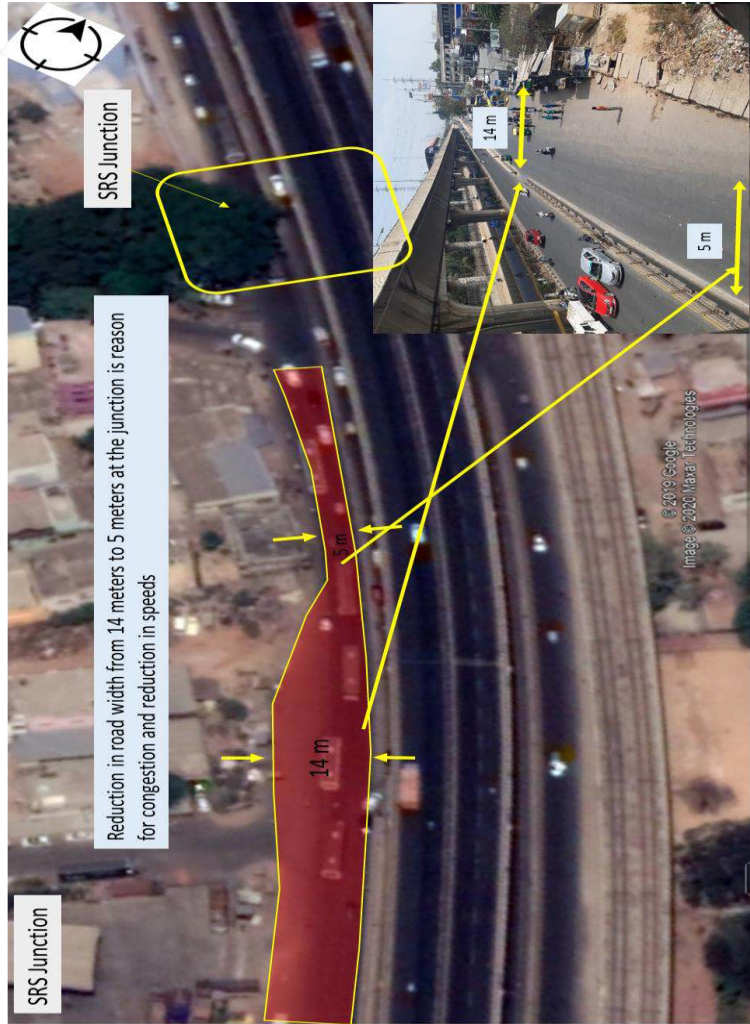 SRS Junction
Reduction in road width from 14 meters to 5 meters at the junction is reason
for congestion and reduction in speeds
SRS Junction
14 m
5 m
14 m
5 m
© 2019 Google
Image © 2020 Maxar Technologies